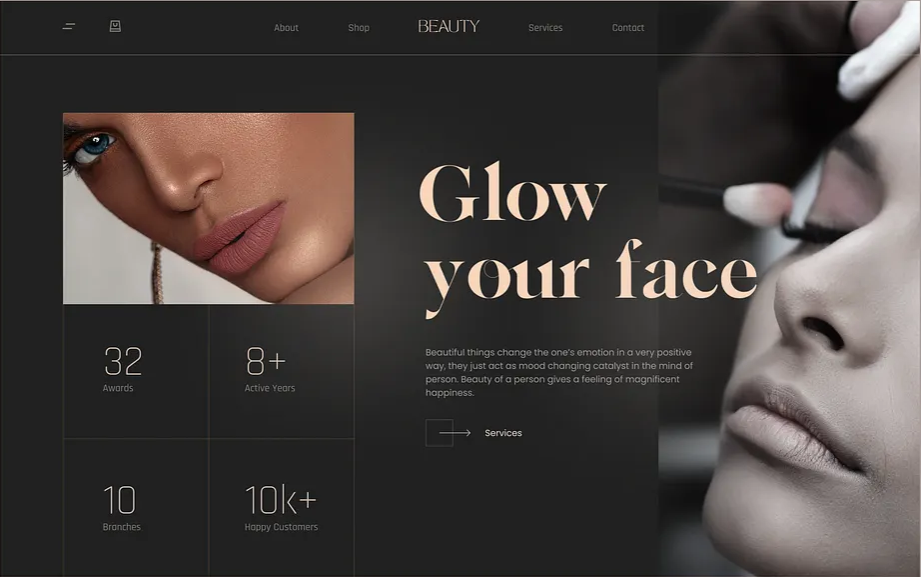 About
Shop
BEAUTY
Services
Contact
Glow
your face
Beautiful things change the one's emotion in a very positive
way, they just act as mood changing catalyst in the mind of
person. Beauty of a person gives a feeling of magnificent
happiness.
Services
32
Awards
8+
Active Years
10
Branches
10k+
Happy Customers